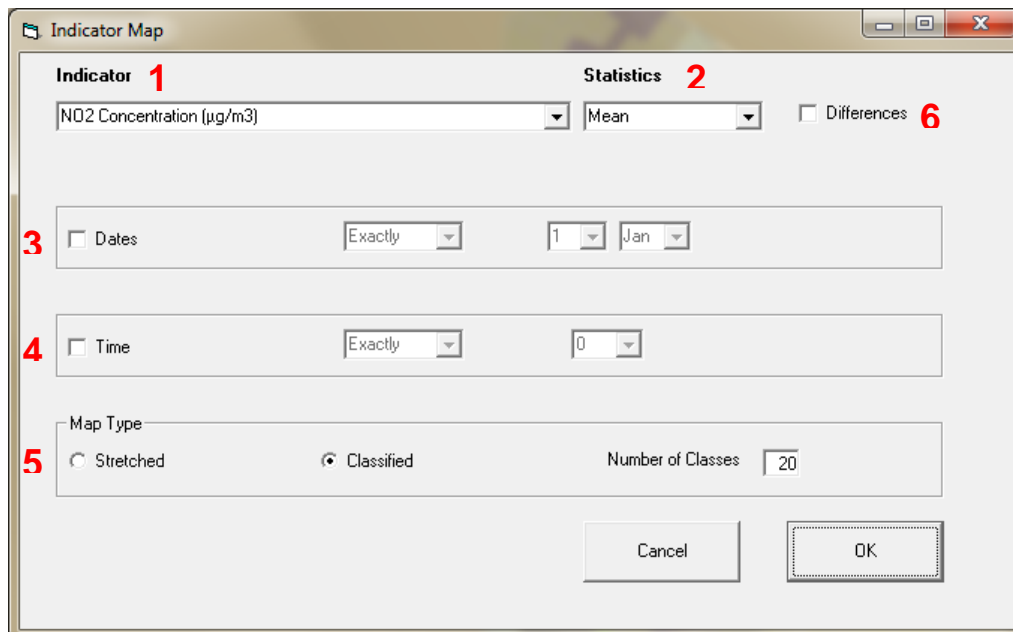 Indicator Map
Indicator 1 Statistics 2
NO2 Concentration (µg/m3) Mean Differences 6
3 Dates Exactly 1 Jan
4 Time Exactly 0
Map Type
5 Stretched Classified Number of Classes 20
Cancel OK